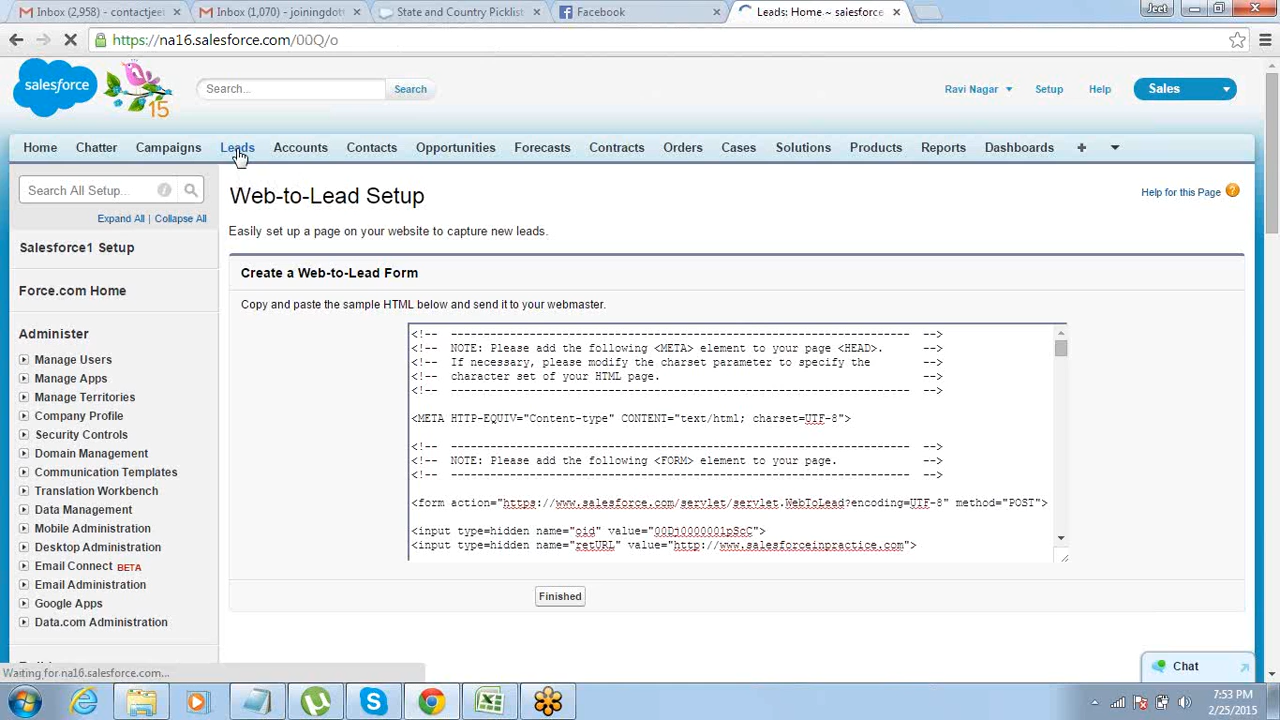 Inbox (2,958) - contactjee
Inbox (1,070) - joiningdott
State and Country Picklist
Facebook
Leads: Home ~ salesforce
Jeet
https://na16.salesforce.com/00Q/o
salesforce
15
Search...
Search
Ravi Nagar
Setup
Help
Sales
Home
Chatter
Campaigns
Leads
Accounts
Contacts
Opportunities
Forecasts
Contracts
Orders
Cases
Solutions
Products
Reports
Dashboards
+
Search All Setup...
Expand All | Collapse All
Salesforce1 Setup
Force.com Home
Administer
Manage Users
Manage Apps
Manage Territories
Company Profile
Security Controls
Domain Management
Communication Templates
Translation Workbench
Data Management
Mobile Administration
Desktop Administration
Email Connect BETA
Email Administration
Google Apps
Data.com Administration
Web-to-Lead Setup
Help for this Page
Easily set up a page on your website to capture new leads.
Create a Web-to-Lead Form
Copy and paste the sample HTML below and send it to your webmaster.
<!--  ----------------------------------------------------------------------  -->
<!--  NOTE: Please add the following <META> element to your page <HEAD>.      -->
<!--  If necessary, please modify the charset parameter to specify the        -->
<!--  character set of your HTML page.                                        -->
<!--  ----------------------------------------------------------------------  -->
<META HTTP-EQUIV="Content-type" CONTENT="text/html; charset=UTF-8">
<!--  ----------------------------------------------------------------------  -->
<!--  NOTE: Please add the following <FORM> element to your page.             -->
<!--  ----------------------------------------------------------------------  -->
<form action="https://www.salesforce.com/servlet/servlet.WebToLead?encoding=UTF-8" method="POST">
<input type=hidden name="oid" value="00Dj0000001pScC">
<input type=hidden name="retURL" value="http://www.salesforceinpractice.com">
Finished
Waiting for na16.salesforce.com...
Chat
7:53 PM
2/25/2015